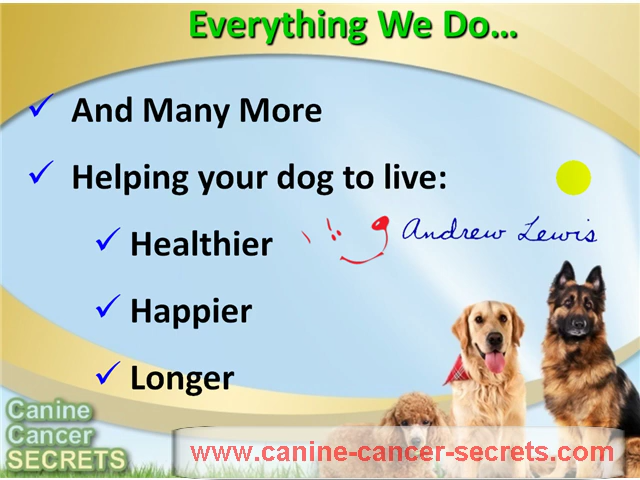 Everything We Do...
✓ And Many More
✓ Helping your dog to live:
✓ Healthier
Andrew Lewis
✓ Happier
✓ Longer
Canine
Cancer
SECRETS
www.canine-cancer-secrets.com